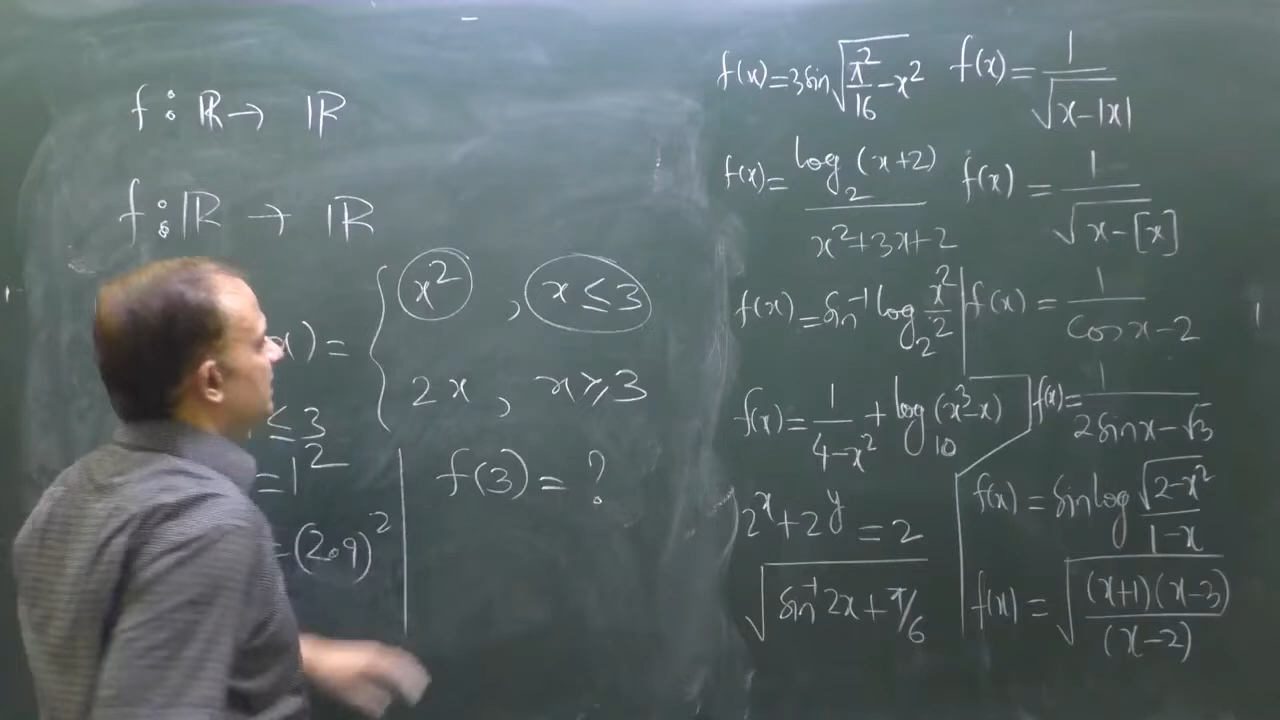 f : ℝ → ℝ
f : ℝ → ℝ
x) = { x² , x ≤ 3
2x , x ≥ 3
≤ 3
= 1²
= (2.9)²
f(3) = ?
f(x) = 3 sin √(π²/16 - x²)
f(x) = 1/√(x - |x|)
f(x) = log₂(x+2)/(x²+3x+2)
f(x) = 1/√(x - [x])
f(x) = sin⁻¹ log₂ x²/2
f(x) = 1/(cos x - 2)
f(x) = 1/(4-x²) + log₁₀(x³-x)
f(x) = 1/(2 sin x - √3)
2ˣ + 2ʸ = 2
f(x) = sin log √(2-x²)/(1-x)
√(sin⁻¹ 2x + π/6)
f(x) = √((x+1)(x-3)/(x-2))